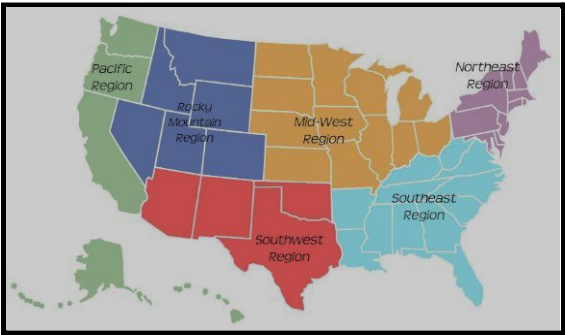 Pacific
Region
Rocky
Mountain
Region
Mid-West
Region
Northeast
Region
Southeast
Region
Southwest
Region